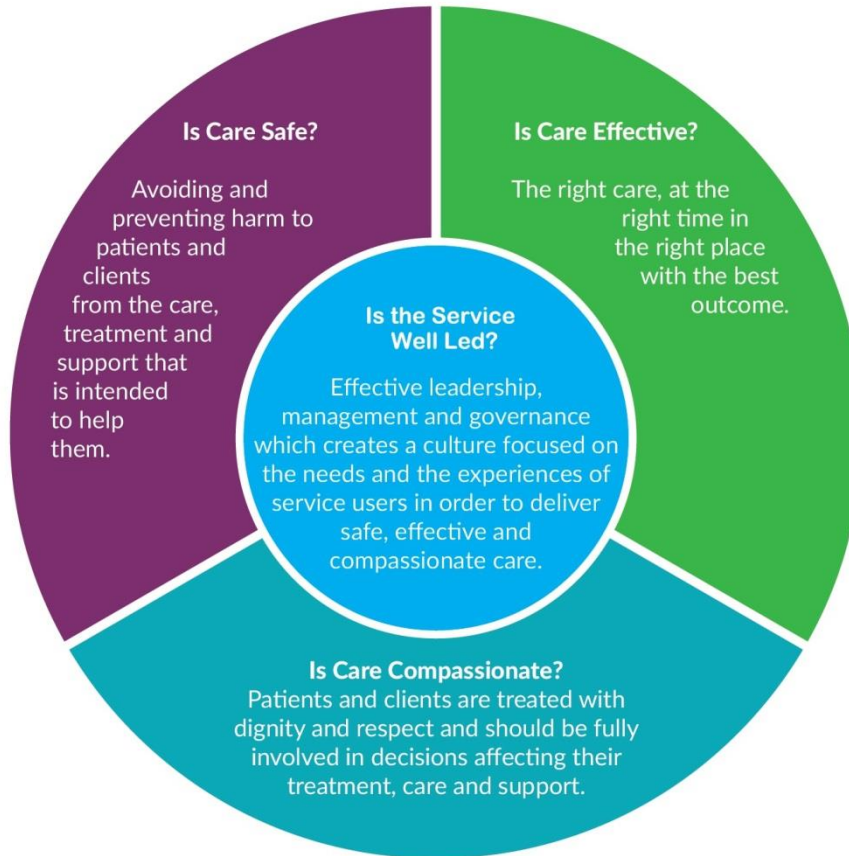 Is Care Safe?
Avoiding and
preventing harm to
patients and
clients
from the care,
treatment and
support that
is intended
to help
them.
Is Care Effective?
The right care, at the
right time in
the right place
with the best
outcome.
Is the Service
Well Led?
Effective leadership,
management and governance
which creates a culture focused on
the needs and the experiences of
service users in order to deliver
safe, effective and
compassionate care.
Is Care Compassionate?
Patients and clients are treated with
dignity and respect and should be fully
involved in decisions affecting their
treatment, care and support.